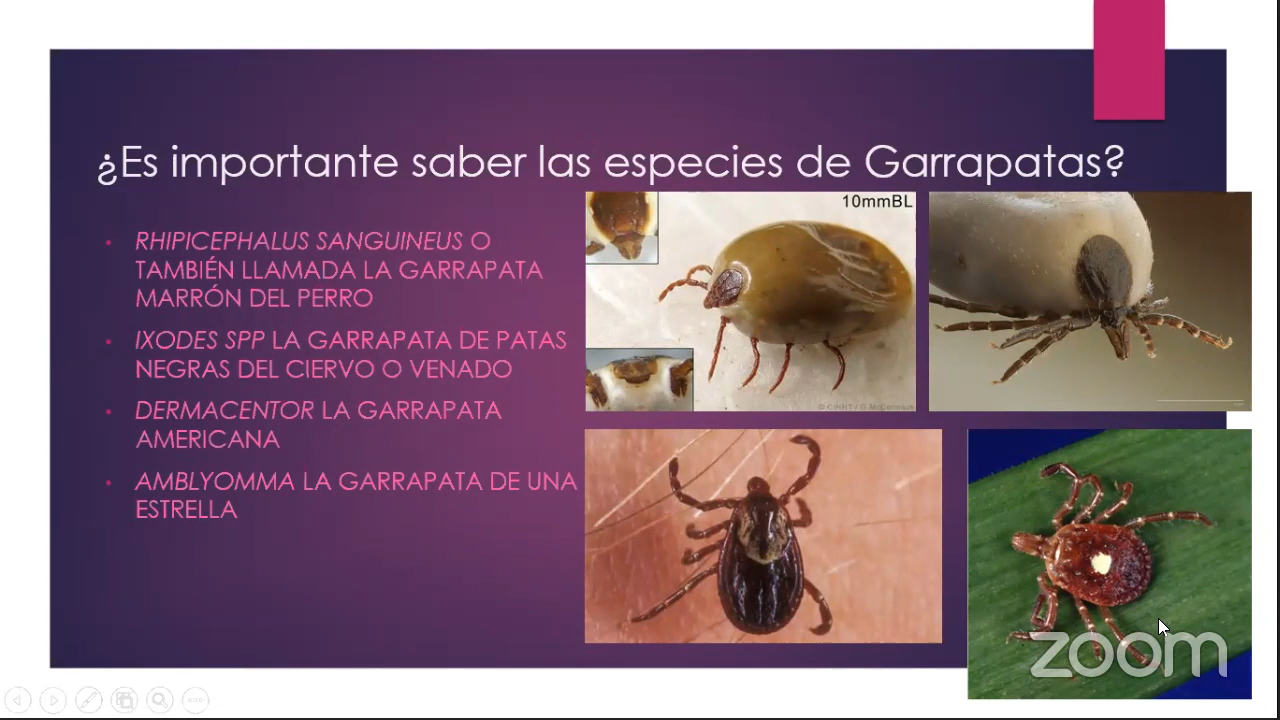 ¿Es importante saber las especies de Garrapatas?
10mmBL
RHIPICEPHALUS SANGUINEUS O
TAMBIÉN LLAMADA LA GARRAPATA
MARRÓN DEL PERRO
IXODES SPP LA GARRAPATA DE PATAS
NEGRAS DEL CIERVO O VENADO
DERMACENTOR LA GARRAPATA
AMERICANA
AMBLYOMMA LA GARRAPATA DE UNA
ESTRELLA
zoom